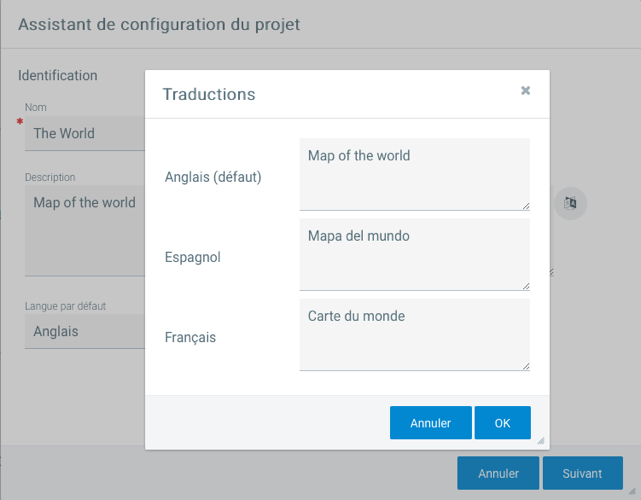 Assistant de configuration du projet
Identification
Nom
* The World
Description
Map of the world
Langue par défaut
Anglais
Traductions
Anglais (défaut)
Map of the world
Espagnol
Mapa del mundo
Français
Carte du monde
Annuler
OK
Annuler
Suivant